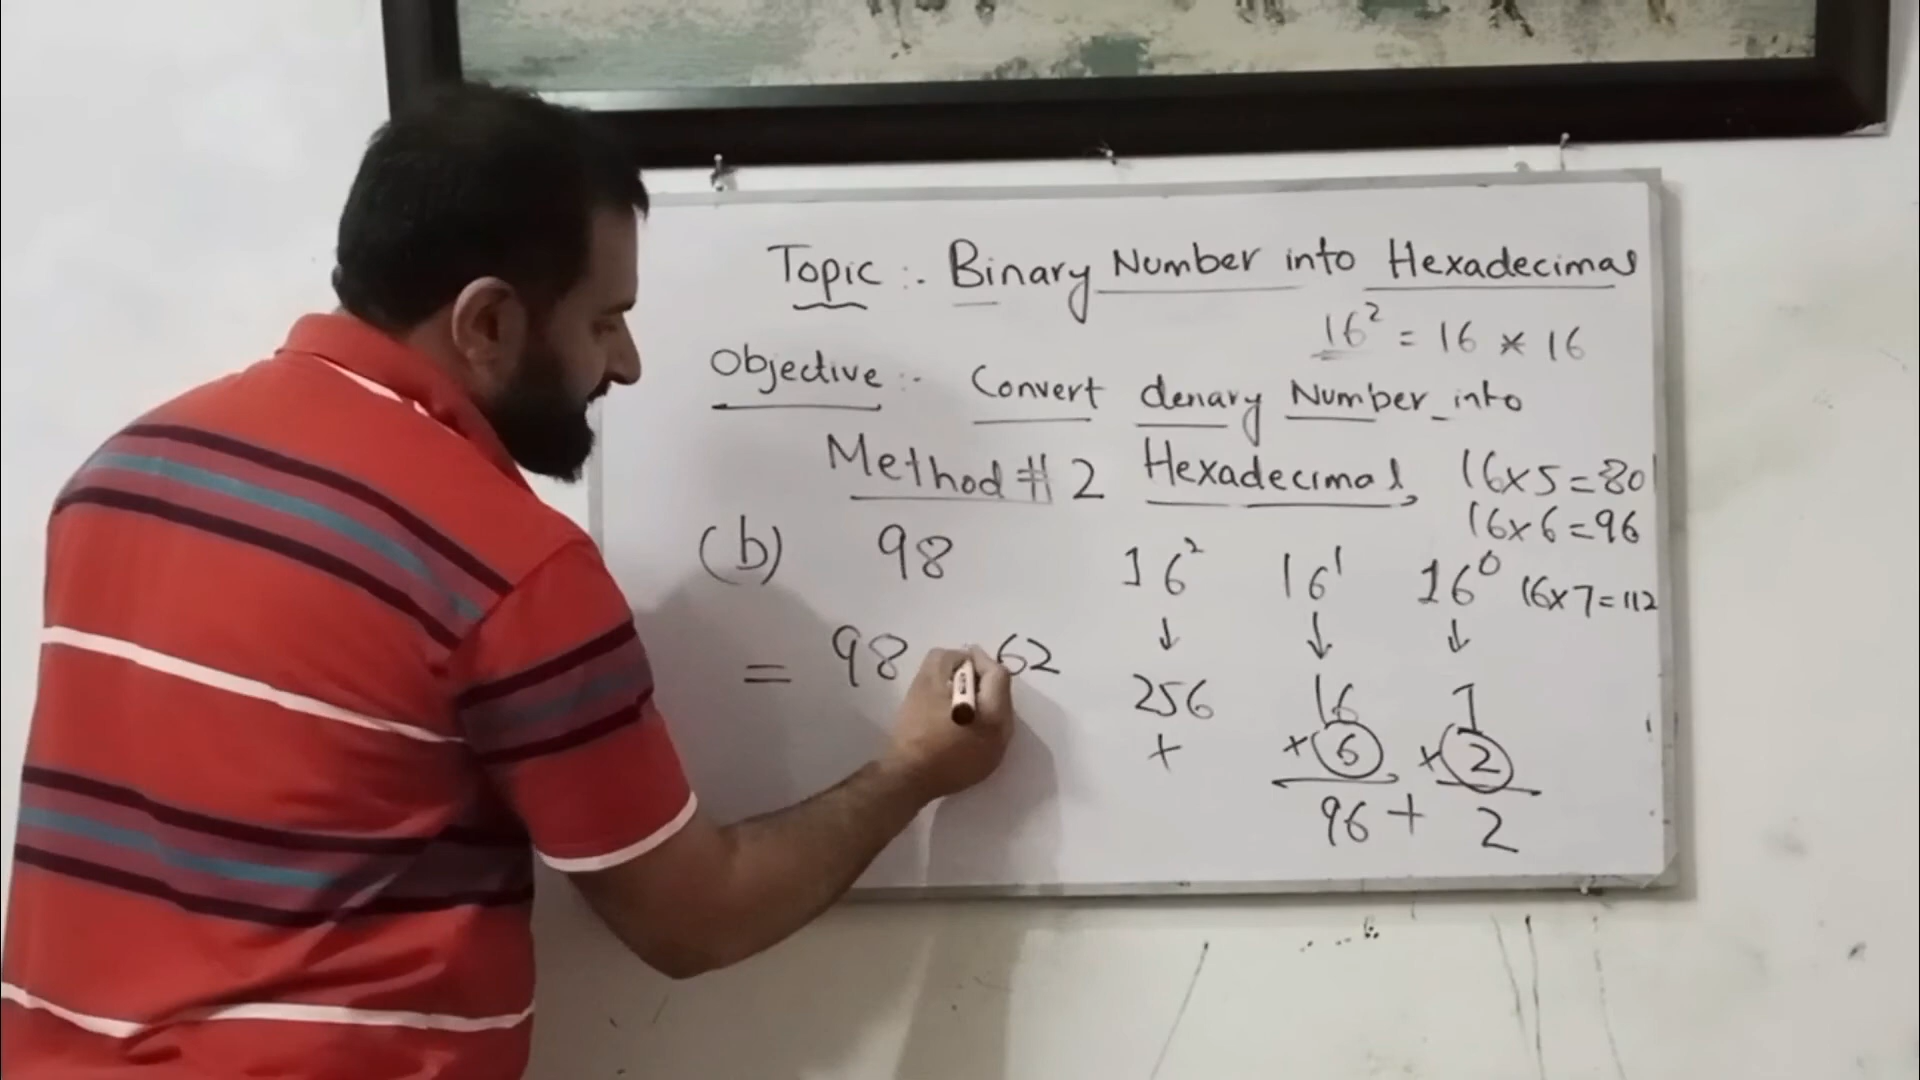 Topic :- Binary Number into Hexadecimal
16² = 16 * 16
Objective :- Convert denary Number into
Method # 2 Hexadecimal,
16x5=80
16x6=96
(b) 98
16² 16¹ 16⁰ 16x7=112
↓ ↓ ↓
= 98 62
256 16 1
+ ×6 ×2
96 + 2